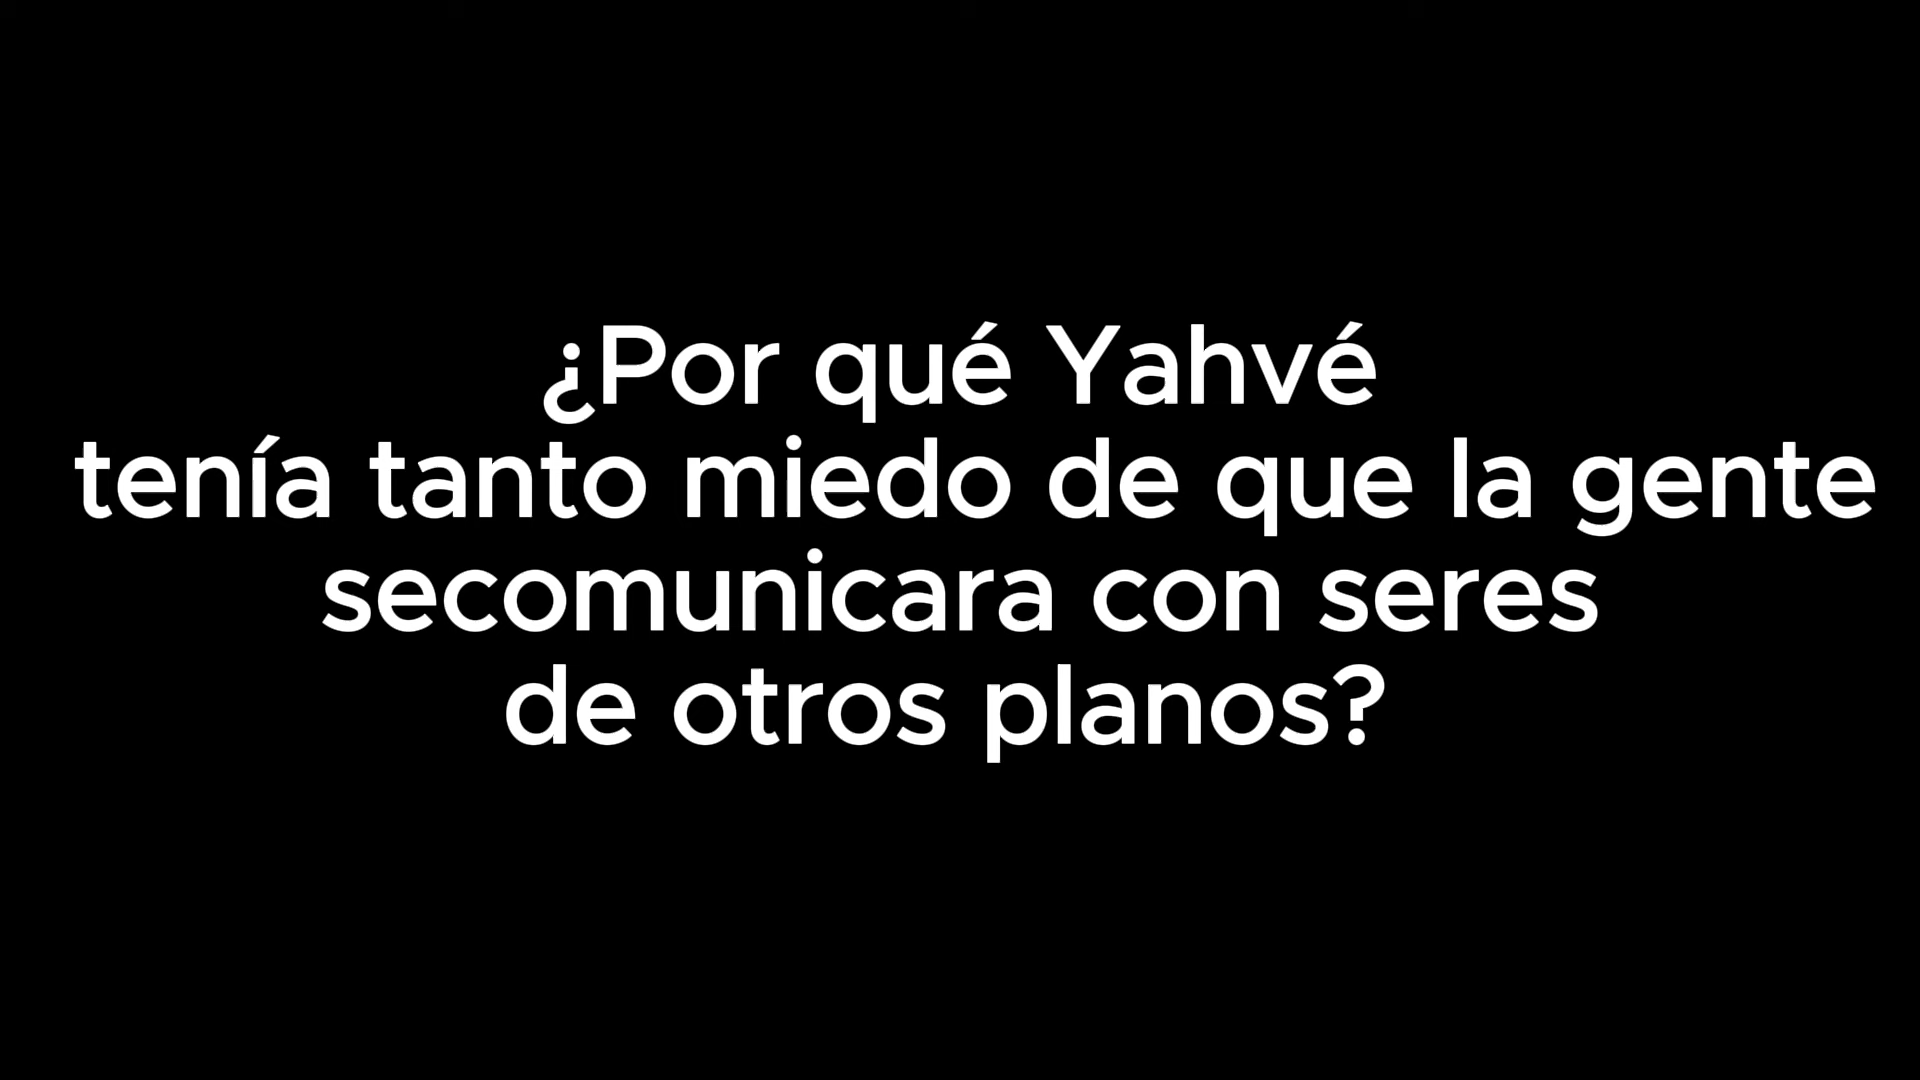 ¿Por qué Yahvé
tenía tanto miedo de que la gente
secomunicara con seres
de otros planos?